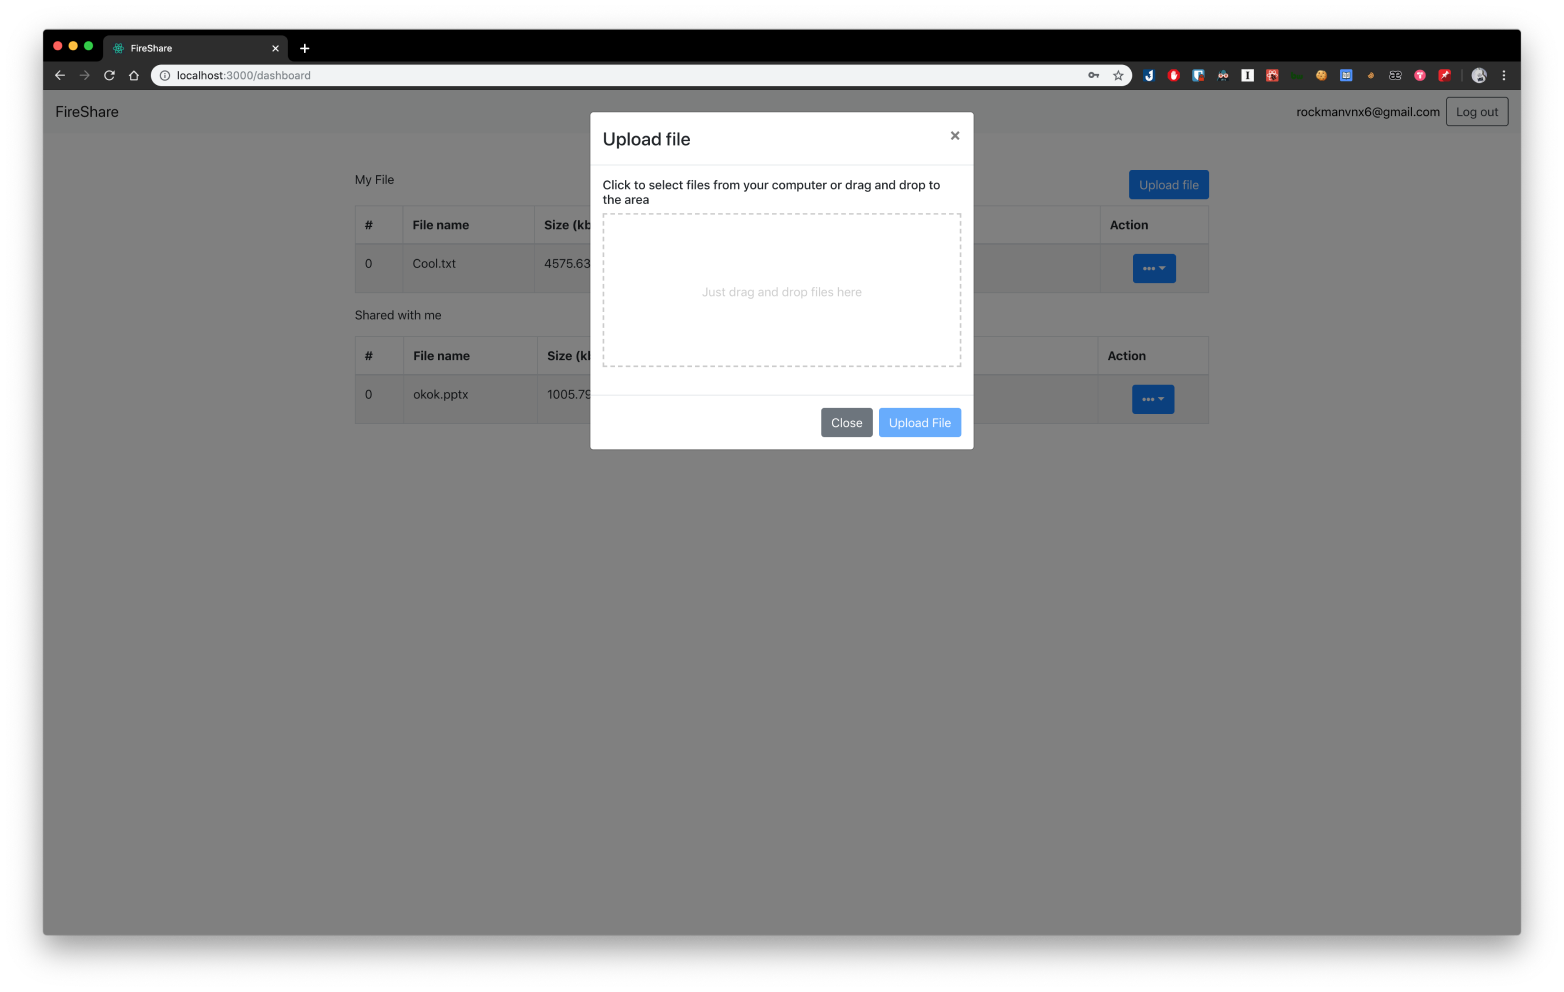 FireShare
localhost:3000/dashboard
FireShare
rockmanvnx6@gmail.com Log out
Upload file
Click to select files from your computer or drag and drop to
the area
Just drag and drop files here
Close Upload File
My File
Upload file
# File name Size (kb Action
0 Cool.txt 4575.63
Shared with me
# File name Size (kl Action
0 okok.pptx 1005.79